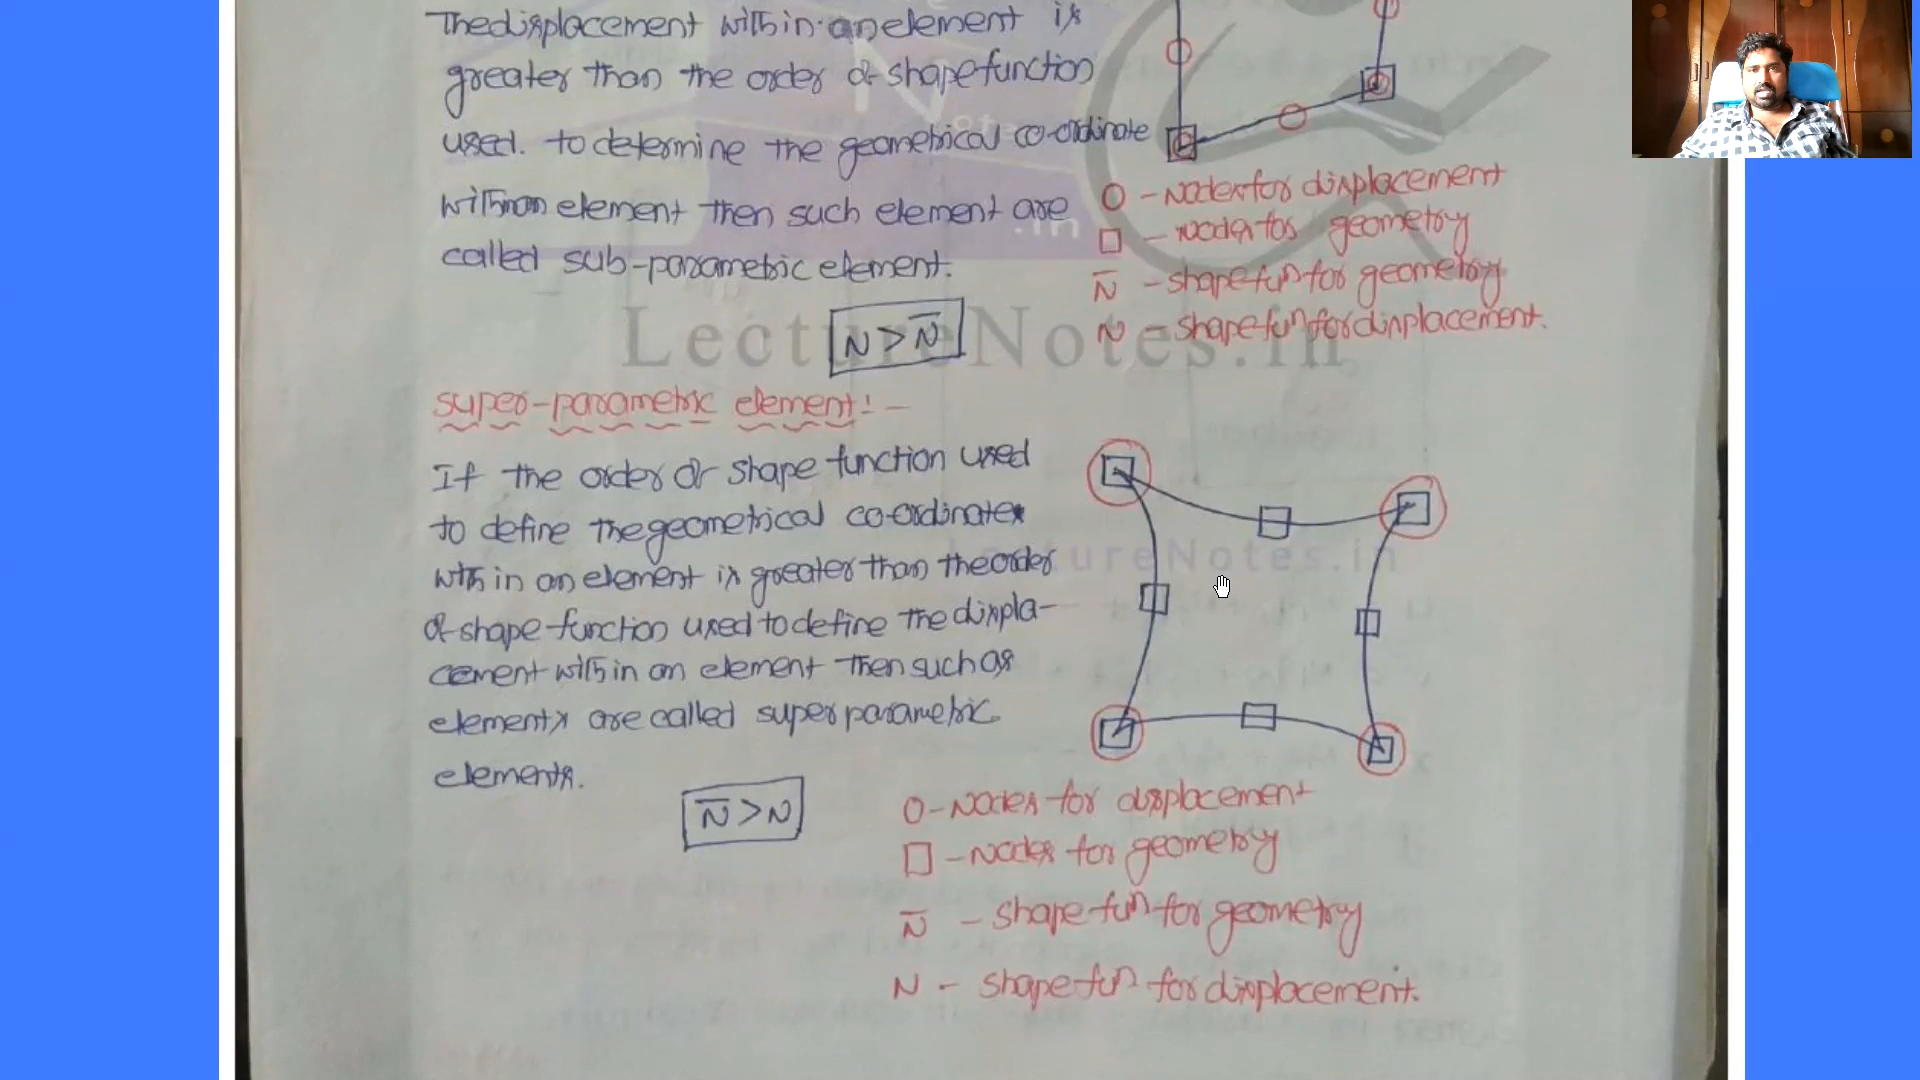 The displacement within an element is
greater than the order of shape function
used. to determine the geometrical co-ordinate
within an element then such element are
called sub-parametric element.
N > N̅
O - nodes for displacement
□ - nodes for geometry
N̅ - shape fun for geometry
N - shape fun for displacement.
LectureNotes.in
super-parametric element:-
If the order of shape function used
to define the geometrical co-ordinates
with in an element is greater than the order
of shape function used to define the displa-
cement with in an element then such as
elements are called super parametric
elements.
N̅ > N
LectureNotes.in
O - Nodes for displacement
□ - Nodes for geometry
N̅ - shape fun for geometry
N - shape fun for displacement.